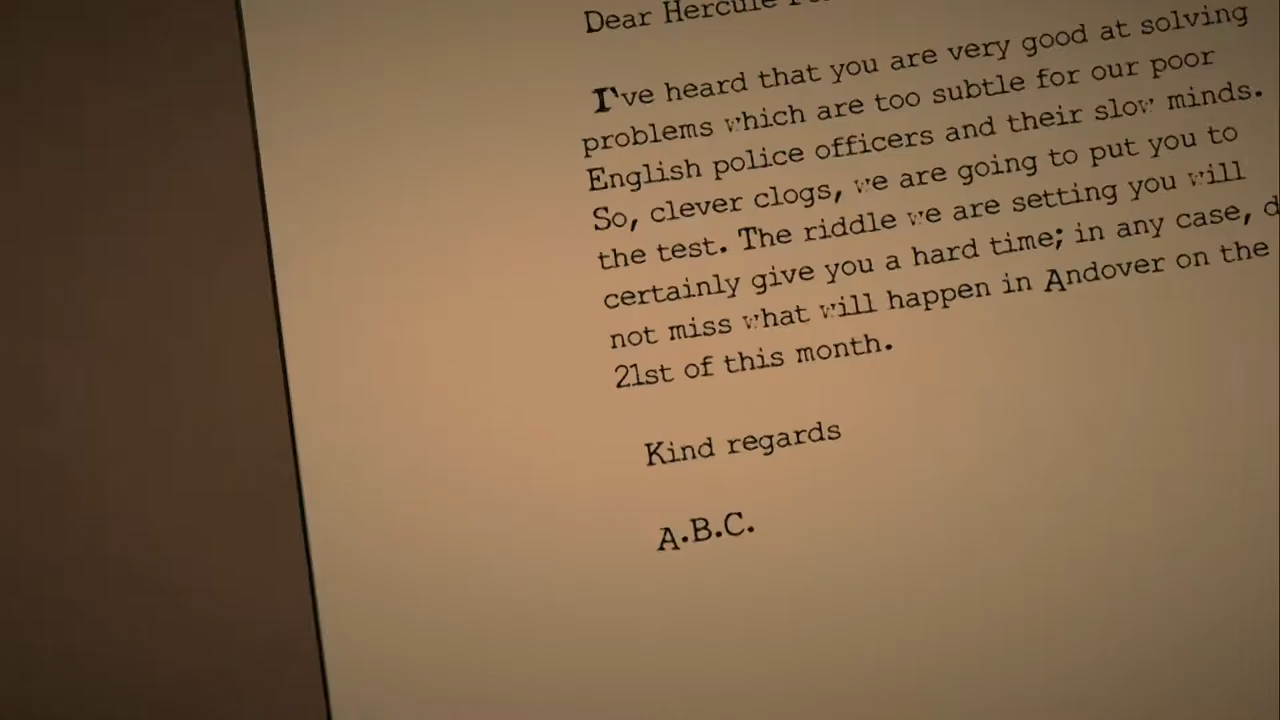 Dear Hercule
I've heard that you are very good at solving
problems which are too subtle for our poor
English police officers and their slow minds.
So, clever clogs, we are going to put you to
the test. The riddle we are setting you will
certainly give you a hard time; in any case, d
not miss what will happen in Andover on the
21st of this month.
Kind regards
A.B.C.